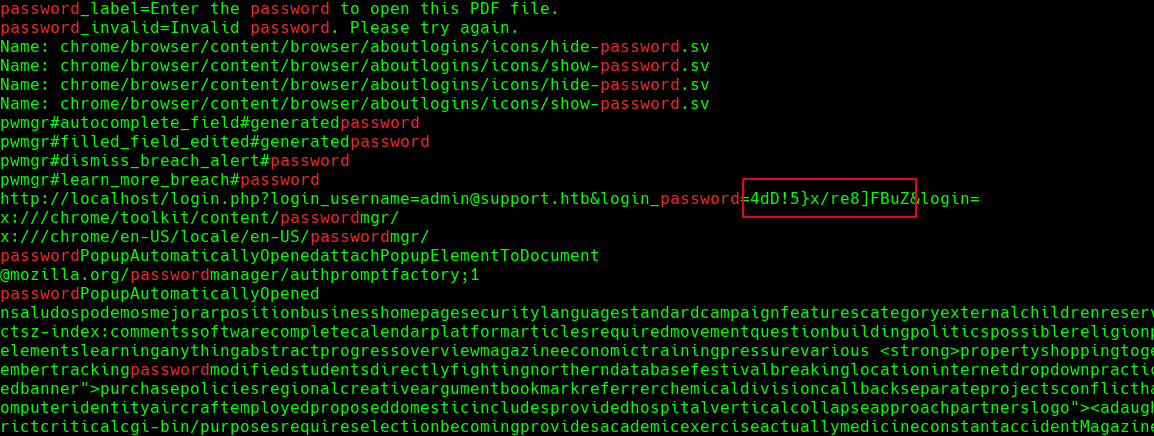 password_label=Enter the password to open this PDF file.
password_invalid=Invalid password. Please try again.
Name: chrome/browser/content/browser/aboutlogins/icons/hide-password.sv
Name: chrome/browser/content/browser/aboutlogins/icons/show-password.sv
Name: chrome/browser/content/browser/aboutlogins/icons/hide-password.sv
Name: chrome/browser/content/browser/aboutlogins/icons/show-password.sv
pwmgr#autocomplete_field#generatedpassword
pwmgr#filled_field_edited#generatedpassword
pwmgr#dismiss_breach_alert#password
pwmgr#learn_more_breach#password
http://localhost/login.php?login_username=admin@support.htb&login_password=4dD!5}x/re8]FBuZ&login=
x:///chrome/toolkit/content/passwordmgr/
x:///chrome/en-US/locale/en-US/passwordmgr/
passwordPopupAutomaticallyOpenedattachPopupElementToDocument
@mozilla.org/passwordmanager/authpromptfactory;1
passwordPopupAutomaticallyOpened
nsaludospodemosmejorarpositionbusinesshomepagesecuritylanguagestandardcampaignfeaturescategoryexternalchildrenreserv
ctsz-index:commentssoftwarecompletecalendarplatformarticlesrequiredmovementquestionbuildingpoliticspossiblereligionp
elementslearninganythingabstractprogressoverviewmagazineeconomictrainingpressurevarious <strong>propertyshoppingtoge
embertrackingpasswordmodifiedstudentsdirectlyfightingnortherndatabasefestivalbreakinglocationinternetdropdownpractic
edbanner">purchasepoliciesregionalcreativeargumentbookmarkreferrerchemicaldivisioncallbackseparateprojectsconflictha
omputeridentityaircraftemployedproposeddomesticincludesprovidedhospitalverticalcollapseapproachpartnerslogo"><adaugh
rictcriticalcgi-bin/purposesrequireselectionbecomingprovidesacademicexerciseactuallymedicineconstantaccidentMagazine